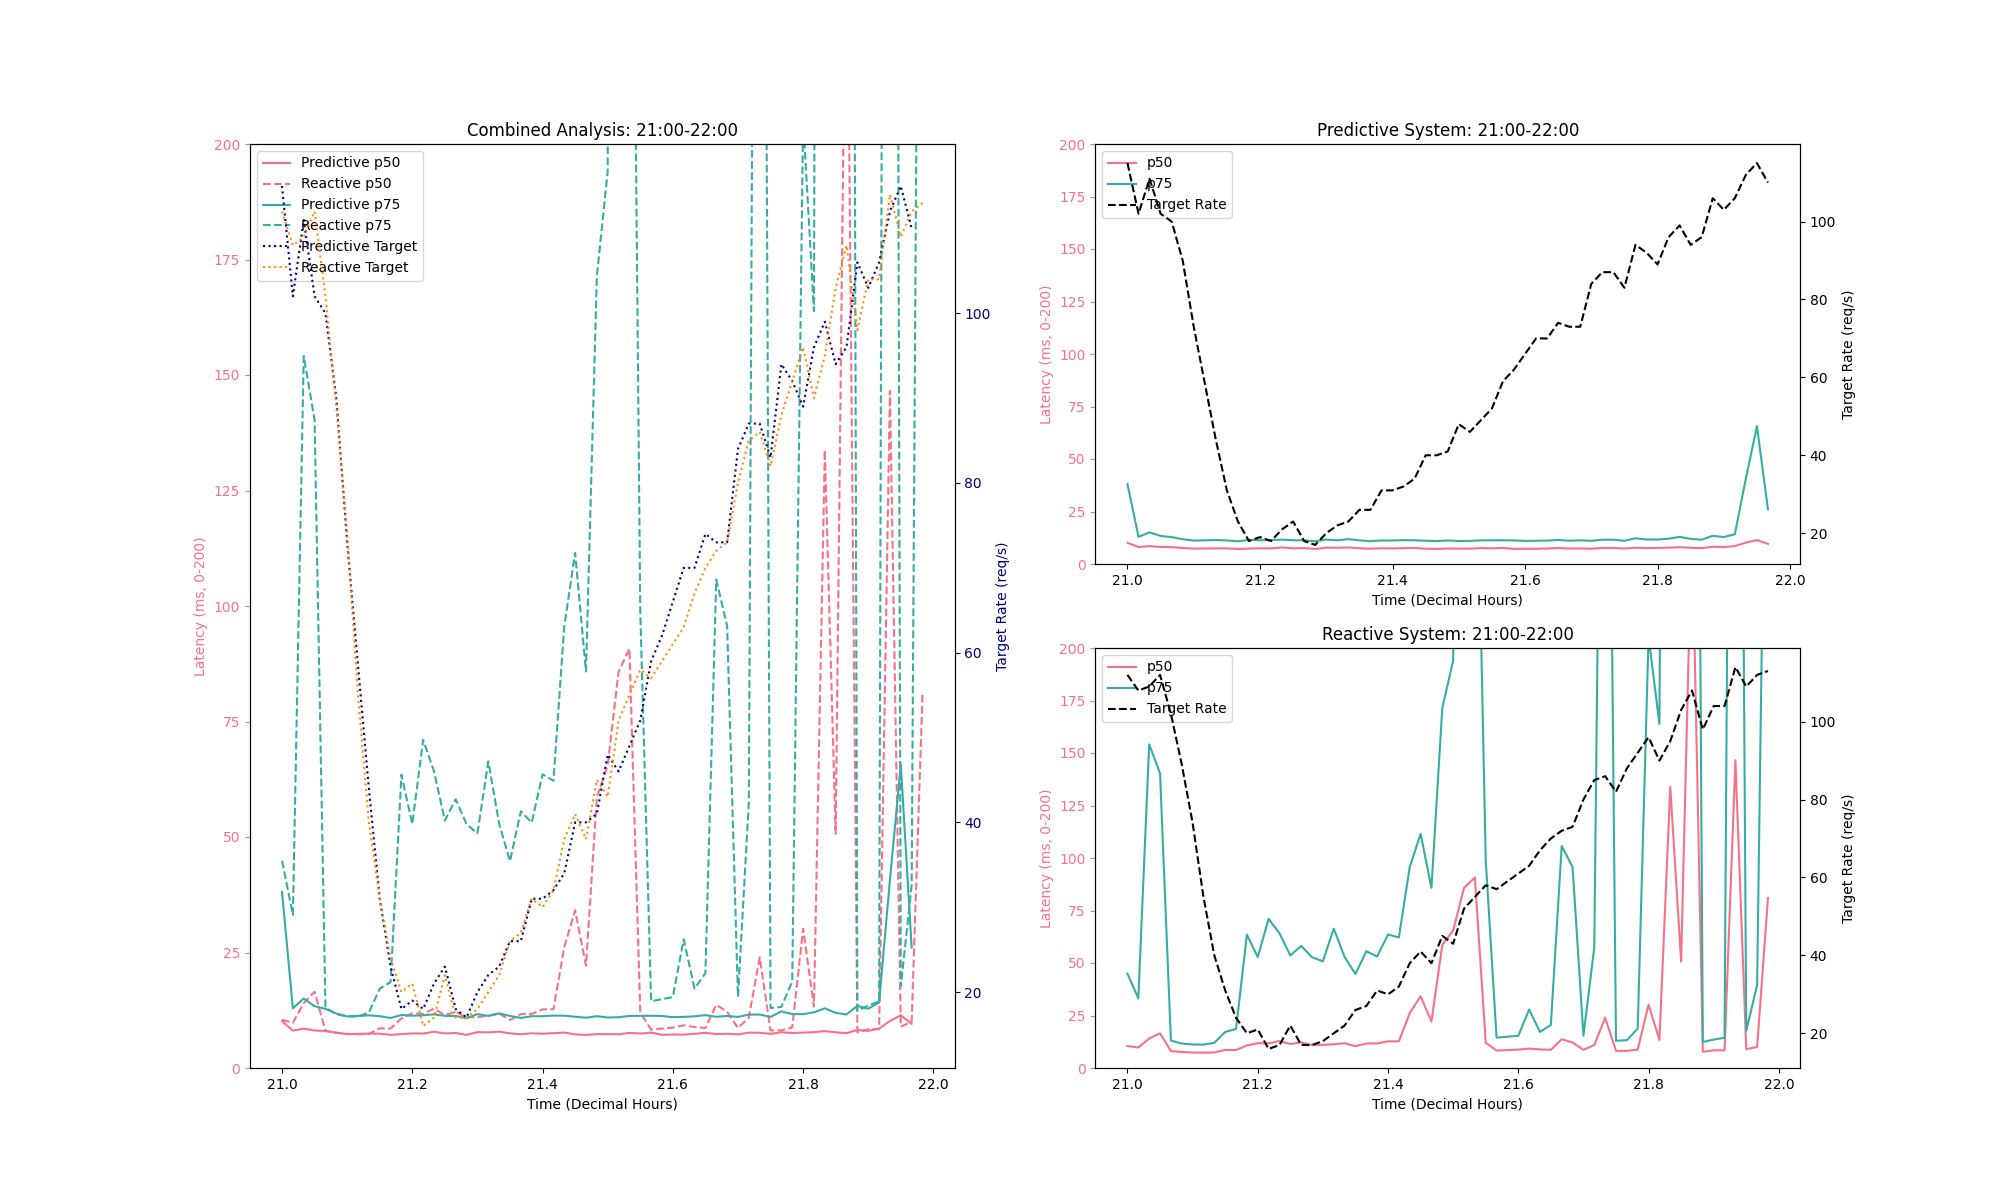 Combined Analysis: 21:00-22:00
Predictive p50
Reactive p50
Predictive p75
Reactive p75
Predictive Target
Reactive Target
200
175
150
125
100
75
50
25
0
Latency (ms, 0-200)
100
80
60
40
20
Target Rate (req/s)
21.0 21.2 21.4 21.6 21.8 22.0
Time (Decimal Hours)
Predictive System: 21:00-22:00
p50
p75
Target Rate
200
175
150
125
100
75
50
25
0
Latency (ms, 0-200)
100
80
60
40
20
Target Rate (req/s)
21.0 21.2 21.4 21.6 21.8 22.0
Time (Decimal Hours)
Reactive System: 21:00-22:00
p50
p75
Target Rate
200
175
150
125
100
75
50
25
0
Latency (ms, 0-200)
100
80
60
40
20
Target Rate (req/s)
21.0 21.2 21.4 21.6 21.8 22.0
Time (Decimal Hours)